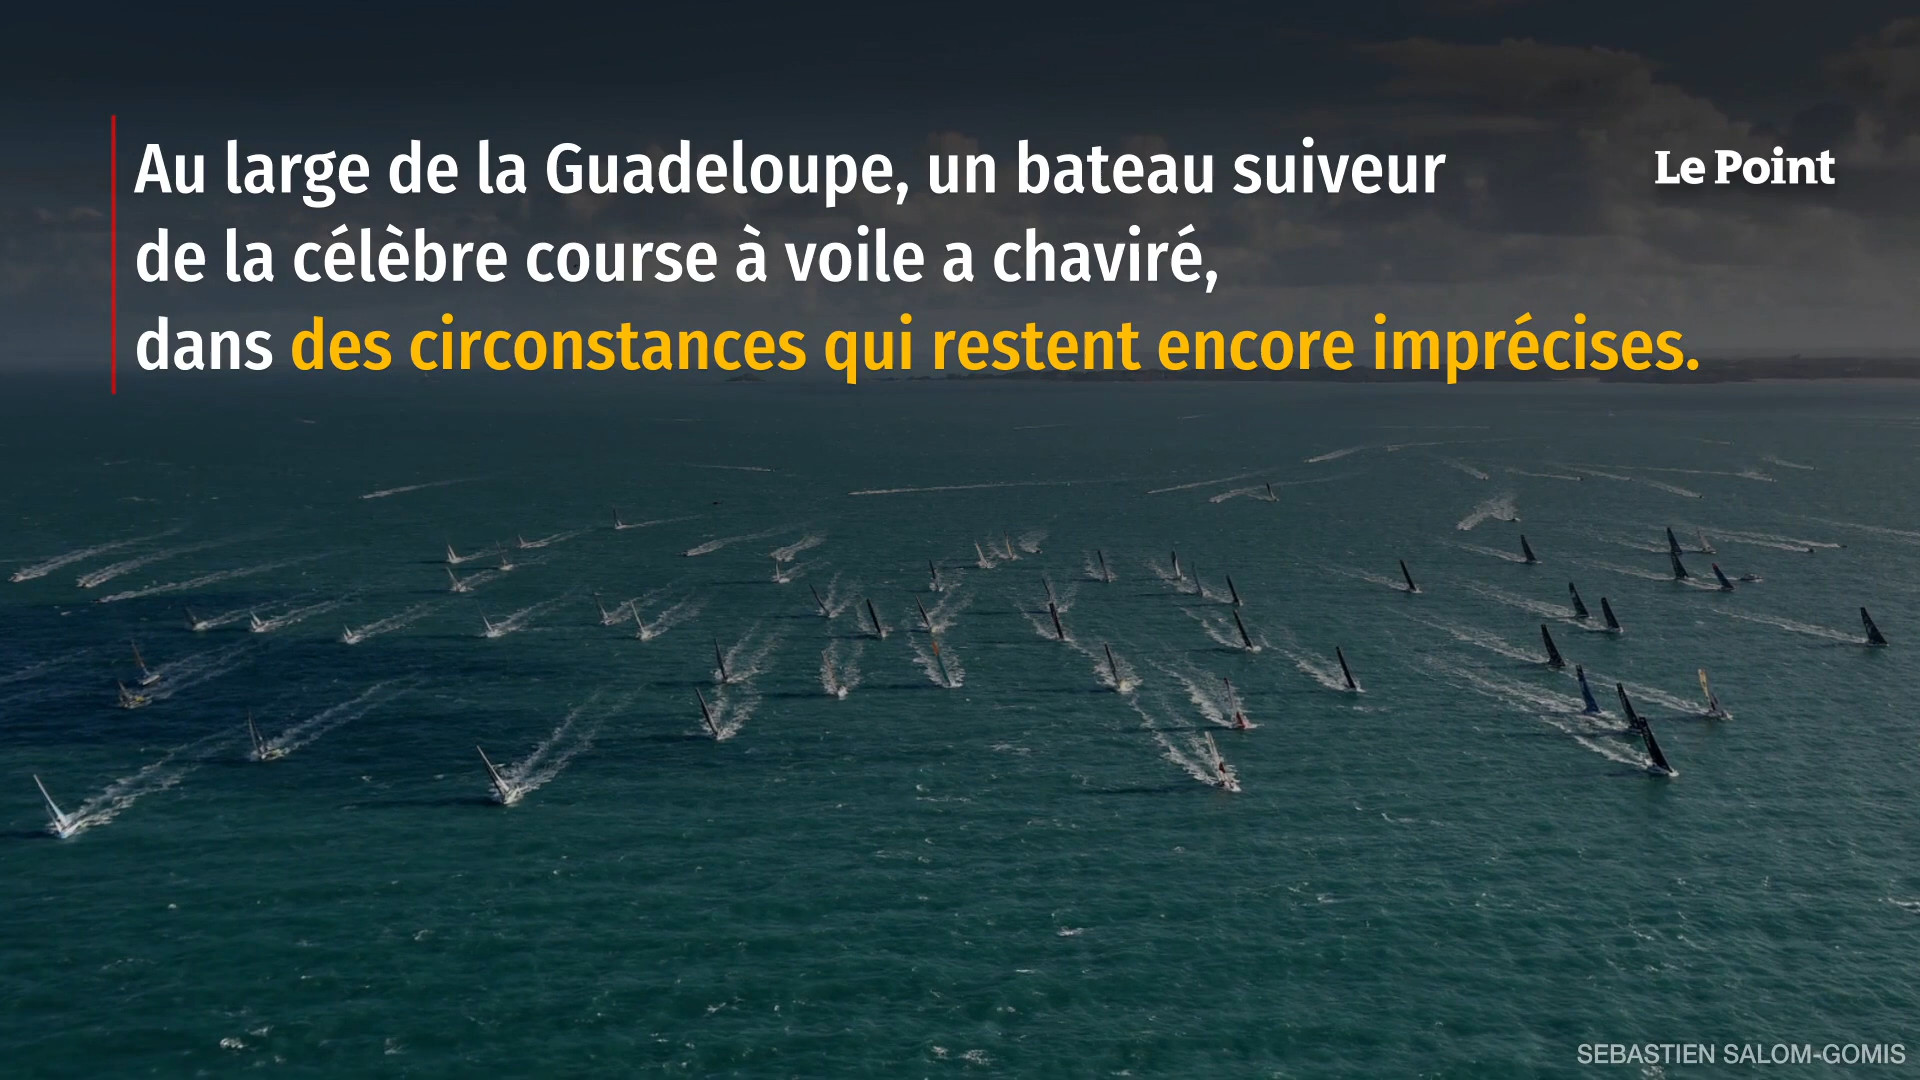 Au large de la Guadeloupe, un bateau suiveur
Le Point
de la célèbre course à voile a chaviré,
dans des circonstances qui restent encore imprécises.
SEBASTIEN SALOM-GOMIS